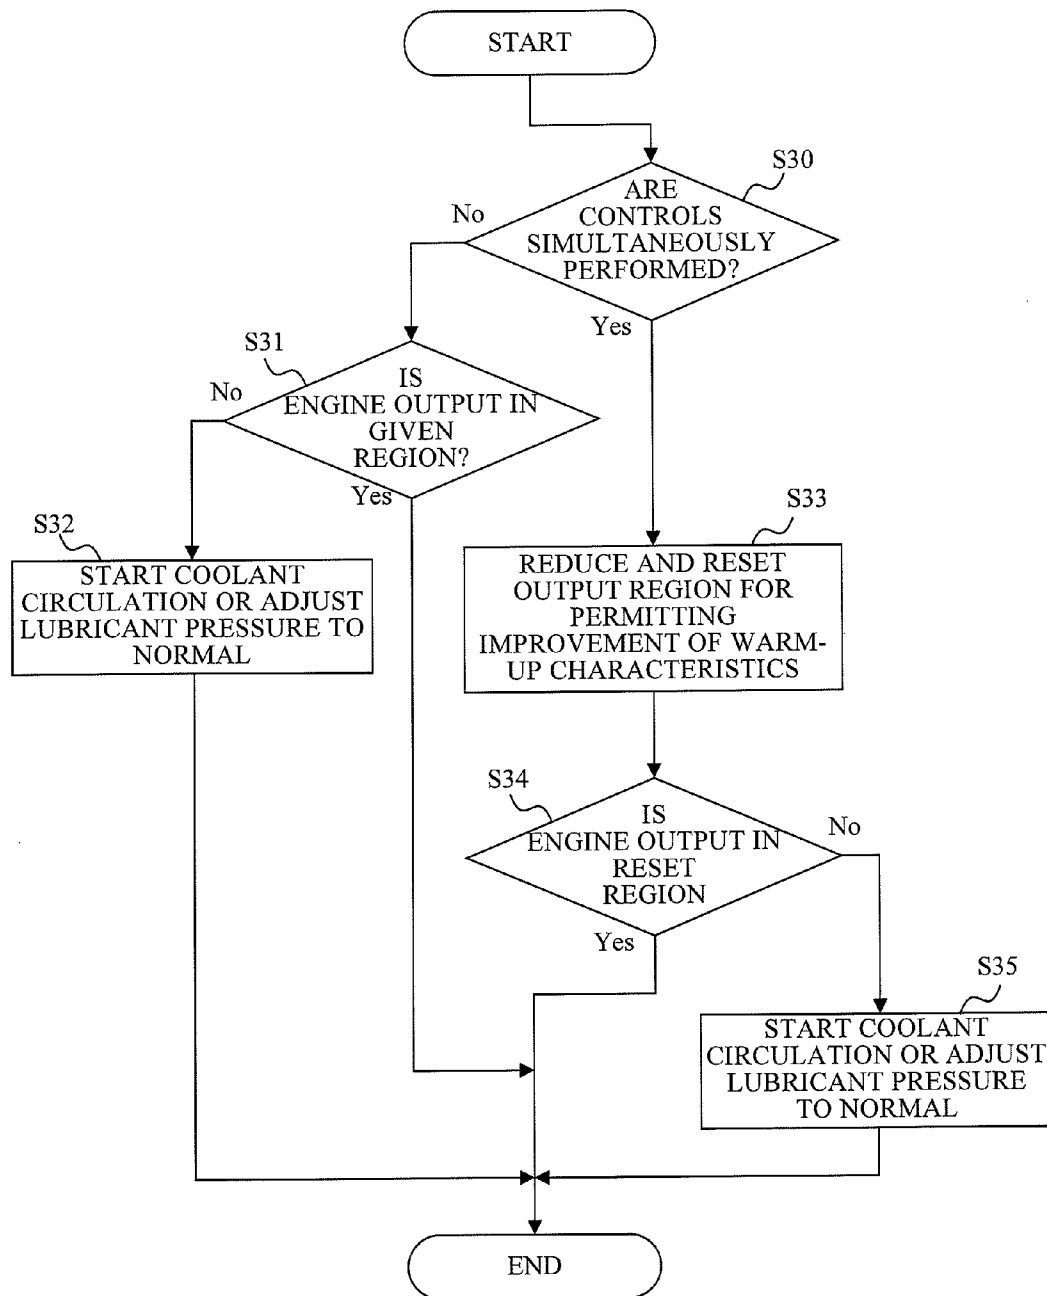 START
S30
ARE
CONTROLS
SIMULTANEOUSLY
PERFORMED?
No
Yes
S31
IS
ENGINE OUTPUT IN
GIVEN
REGION?
No
Yes
S32
START COOLANT
CIRCULATION OR ADJUST
LUBRICANT PRESSURE TO
NORMAL
S33
REDUCE AND RESET
OUTPUT REGION FOR
PERMITTING
IMPROVEMENT OF WARM-
UP CHARACTERISTICS
S34
IS
ENGINE OUTPUT IN
RESET
REGION
No
Yes
S35
START COOLANT
CIRCULATION OR ADJUST
LUBRICANT PRESSURE
TO NORMAL
END